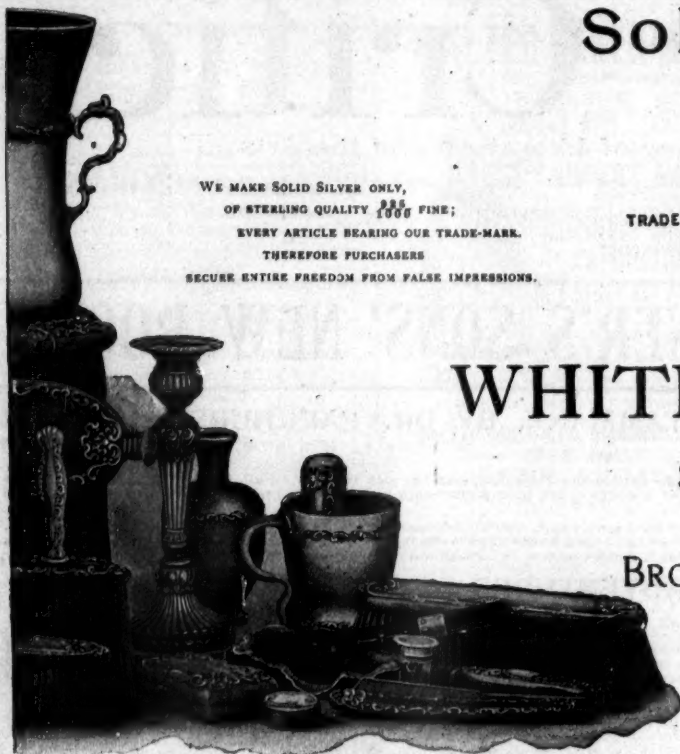 Sol
WE MAKE SOLID SILVER ONLY,
OF STERLING QUALITY 925/1000 FINE;
EVERY ARTICLE BEARING OUR TRADE-MARK.
THEREFORE PURCHASERS
SECURE ENTIRE FREEDOM FROM FALSE IMPRESSIONS.
TRADE
WHIT
BRO